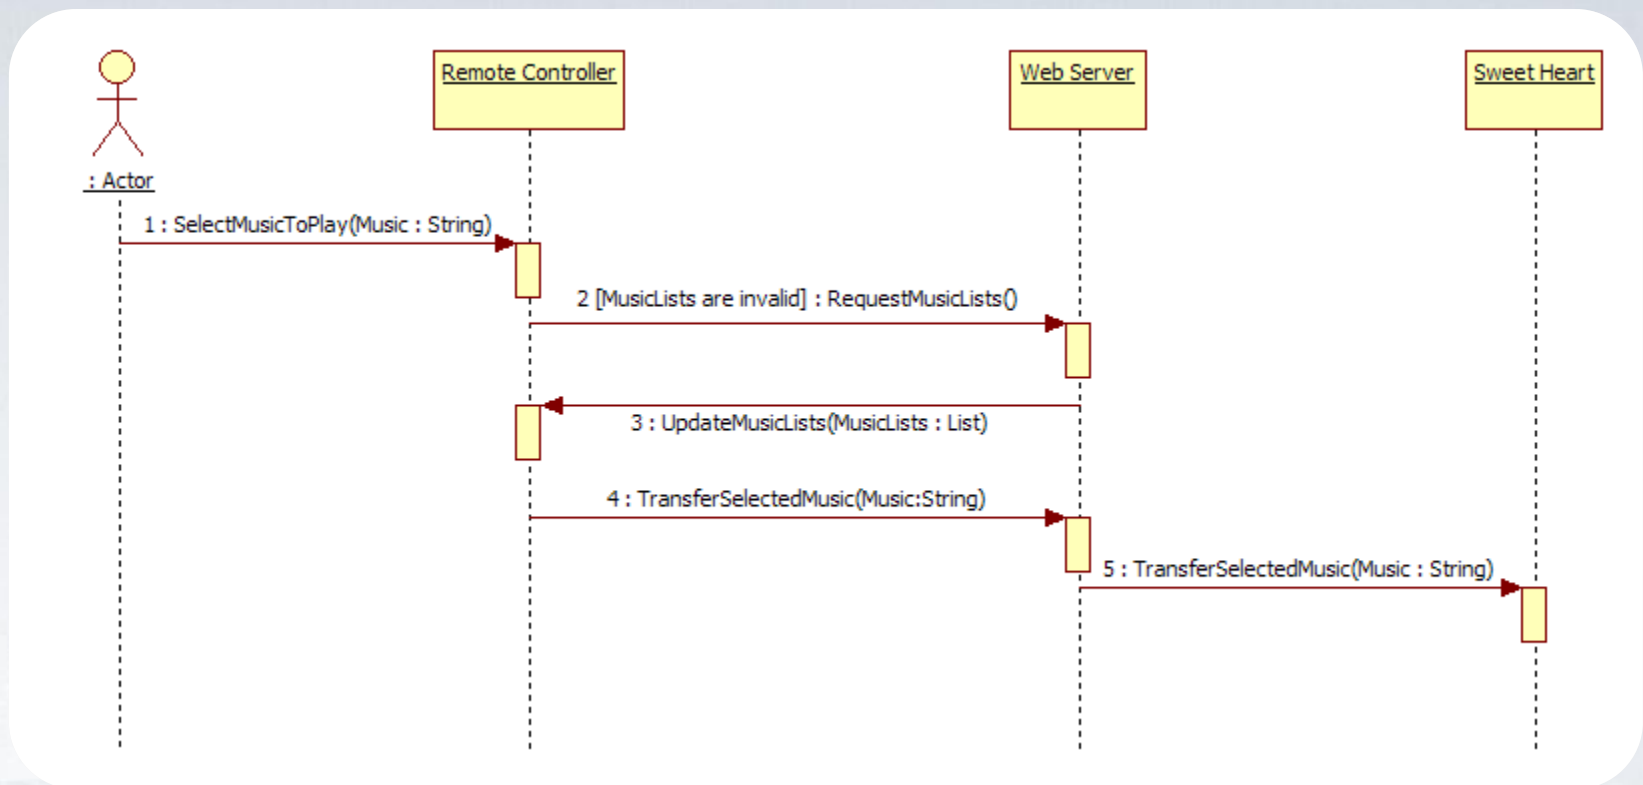 Remote Controller
Web Server
Sweet Heart
: Actor
1 : SelectMusicToPlay(Music : String)
2 [MusicLists are invalid] : RequestMusicLists()
3 : UpdateMusicLists(MusicLists : List)
4 : TransferSelectedMusic(Music:String)
5 : TransferSelectedMusic(Music : String)